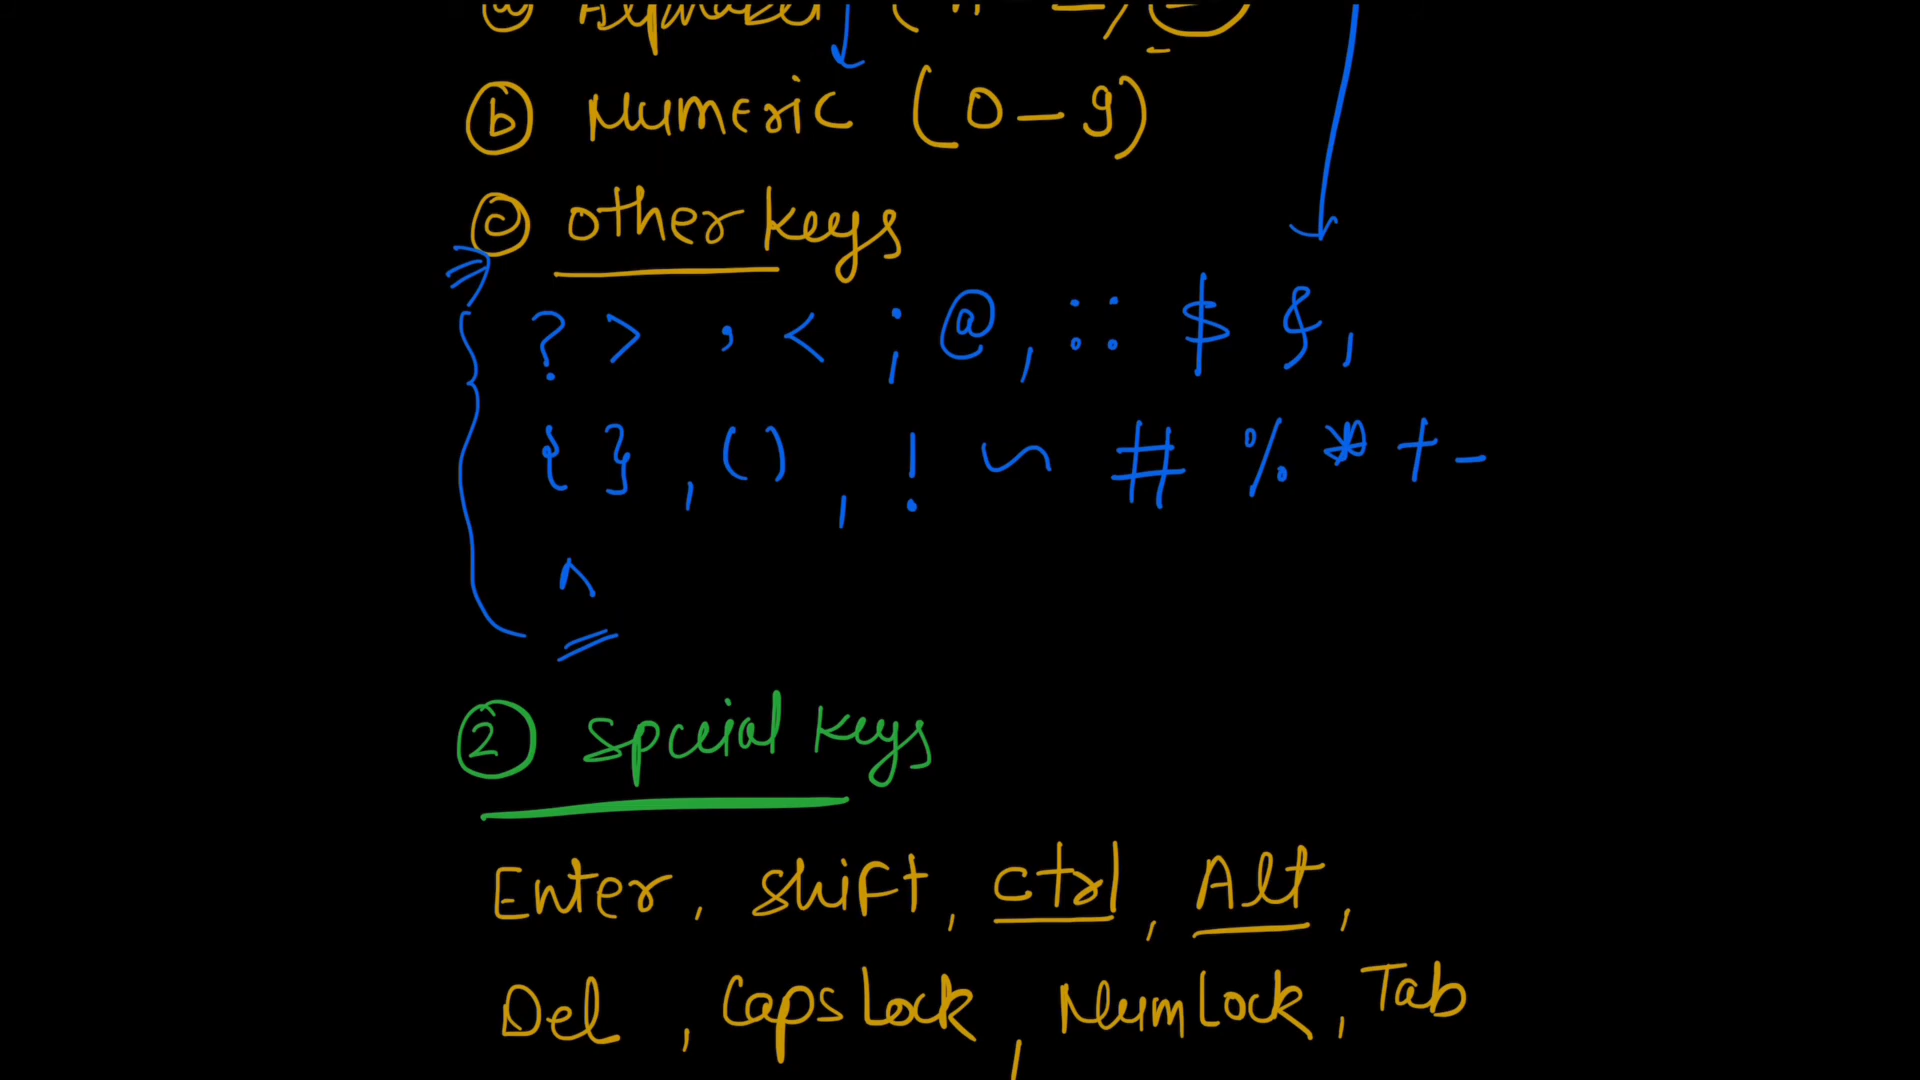 ⓑ Numeric (0-9)
ⓒ other keys
? > , < ; @ , : : $ & ,
{ } , ( ) , ! ~ # % * + -
^
② special keys
Enter, shift, ctrl, Alt,
Del, Caps Lock, Num Lock, Tab